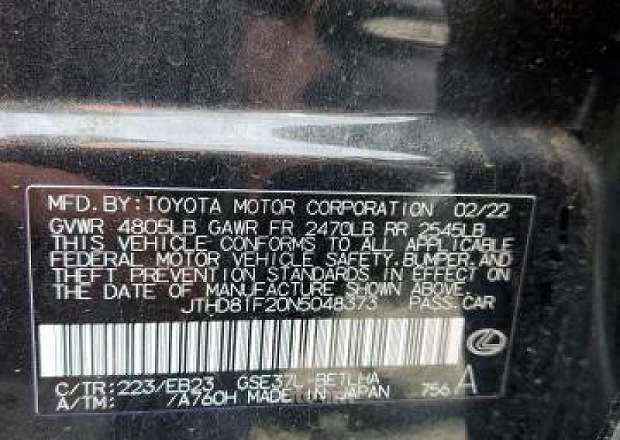 MFD. BY: TOYOTA MOTOR CORPORATION 02/22
GVWR 4805LB GAWR FR 2470LB RR 2545LB
THIS VEHICLE CONFORMS TO ALL APPLICABLE
FEDERAL MOTOR VEHICLE SAFETY, BUMPER, AND
THEFT PREVENTION STANDARDS IN EFFECT ON
THE DATE OF MANUFACTURE SHOWN ABOVE.
JTHD81F20N5048373 PASS.CAR
C/TR: 223/EB23 GSE37L BETLHA
A/TM: /A760H MADE IN JAPAN 756 A